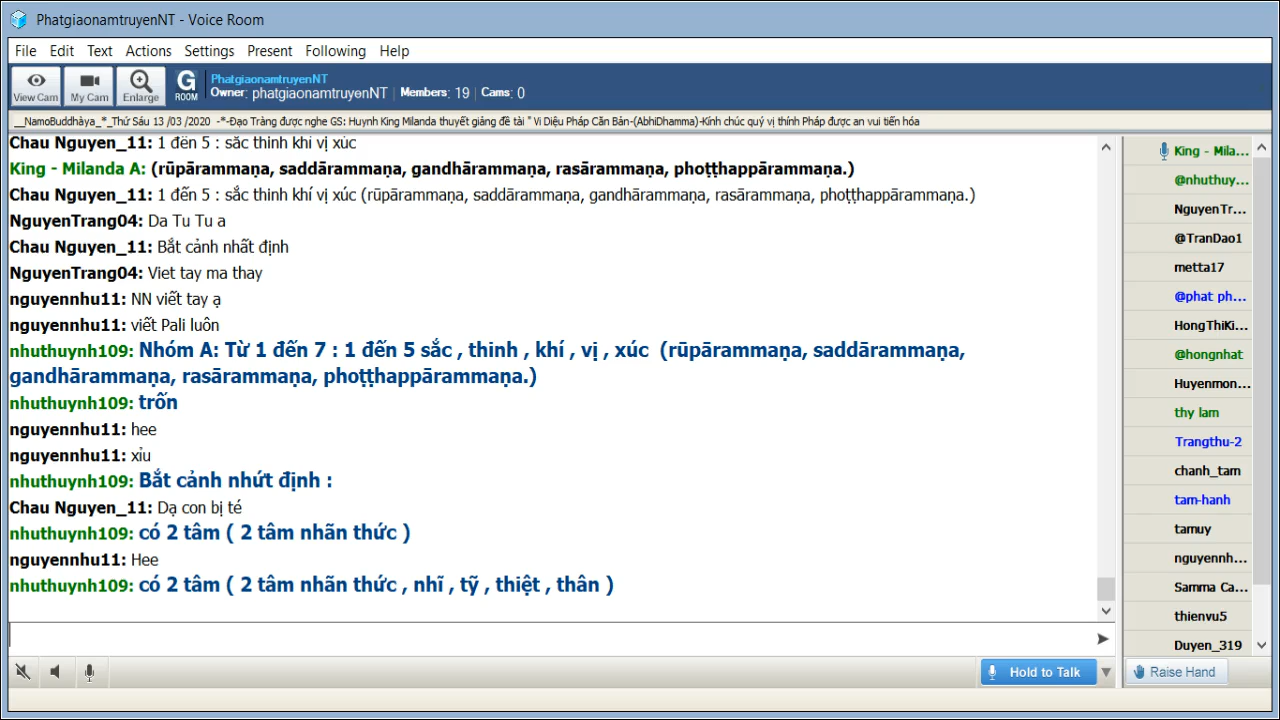 PhatgiaonamtruyenNT - Voice Room
File Edit Text Actions Settings Present Following Help
View Cam My Cam Enlarge G ROOM PhatgiaonamtruyenNT
Owner: phatgiaonamtruyenNT Members: 19 Cams: 0
__NamoBuddhàya_*_Thứ Sáu 13 /03 /2020 -*-Đạo Tràng được nghe GS: Huynh King Milanda thuyết giảng đề tài " Vi Diệu Pháp Căn Bản-(AbhiDhamma)-Kính chúc quý vị thính Pháp được an vui tiến hóa
Chau Nguyen_11: 1 đến 5 : sắc thinh khí vị xúc
King - Milanda A: (rūpārammaṇa, saddārammaṇa, gandhārammaṇa, rasārammaṇa, phoṭṭhappārammaṇa.)
Chau Nguyen_11: 1 đến 5 : sắc thinh khí vị xúc (rūpārammaṇa, saddārammaṇa, gandhārammaṇa, rasārammaṇa, phoṭṭhappārammaṇa.)
NguyenTrang04: Da Tu Tu a
Chau Nguyen_11: Bắt cảnh nhất định
NguyenTrang04: Viet tay ma thay
nguyennhu11: NN viết tay ạ
nguyennhu11: viết Pali luôn
nhuthuynh109: Nhóm A: Từ 1 đến 7 : 1 đến 5 sắc , thinh , khí , vị , xúc (rūpārammaṇa, saddārammaṇa,
gandhārammaṇa, rasārammaṇa, phoṭṭhappārammaṇa.)
nhuthuynh109: trốn
nguyennhu11: hee
nguyennhu11: xỉu
nhuthuynh109: Bắt cảnh nhứt định :
Chau Nguyen_11: Dạ con bị té
nhuthuynh109: có 2 tâm ( 2 tâm nhãn thức )
nguyennhu11: Hee
nhuthuynh109: có 2 tâm ( 2 tâm nhãn thức , nhĩ , tỹ , thiệt , thân )
King - Mila...
@nhuthuy...
NguyenTr...
@TranDao1
metta17
@phat ph...
HongThiKi...
@hongnhat
Huyenmon...
thy lam
Trangthu-2
chanh_tam
tam-hanh
tamuy
nguyennh...
Samma Ca...
thienvu5
Duyen_319
Hold to Talk Raise Hand